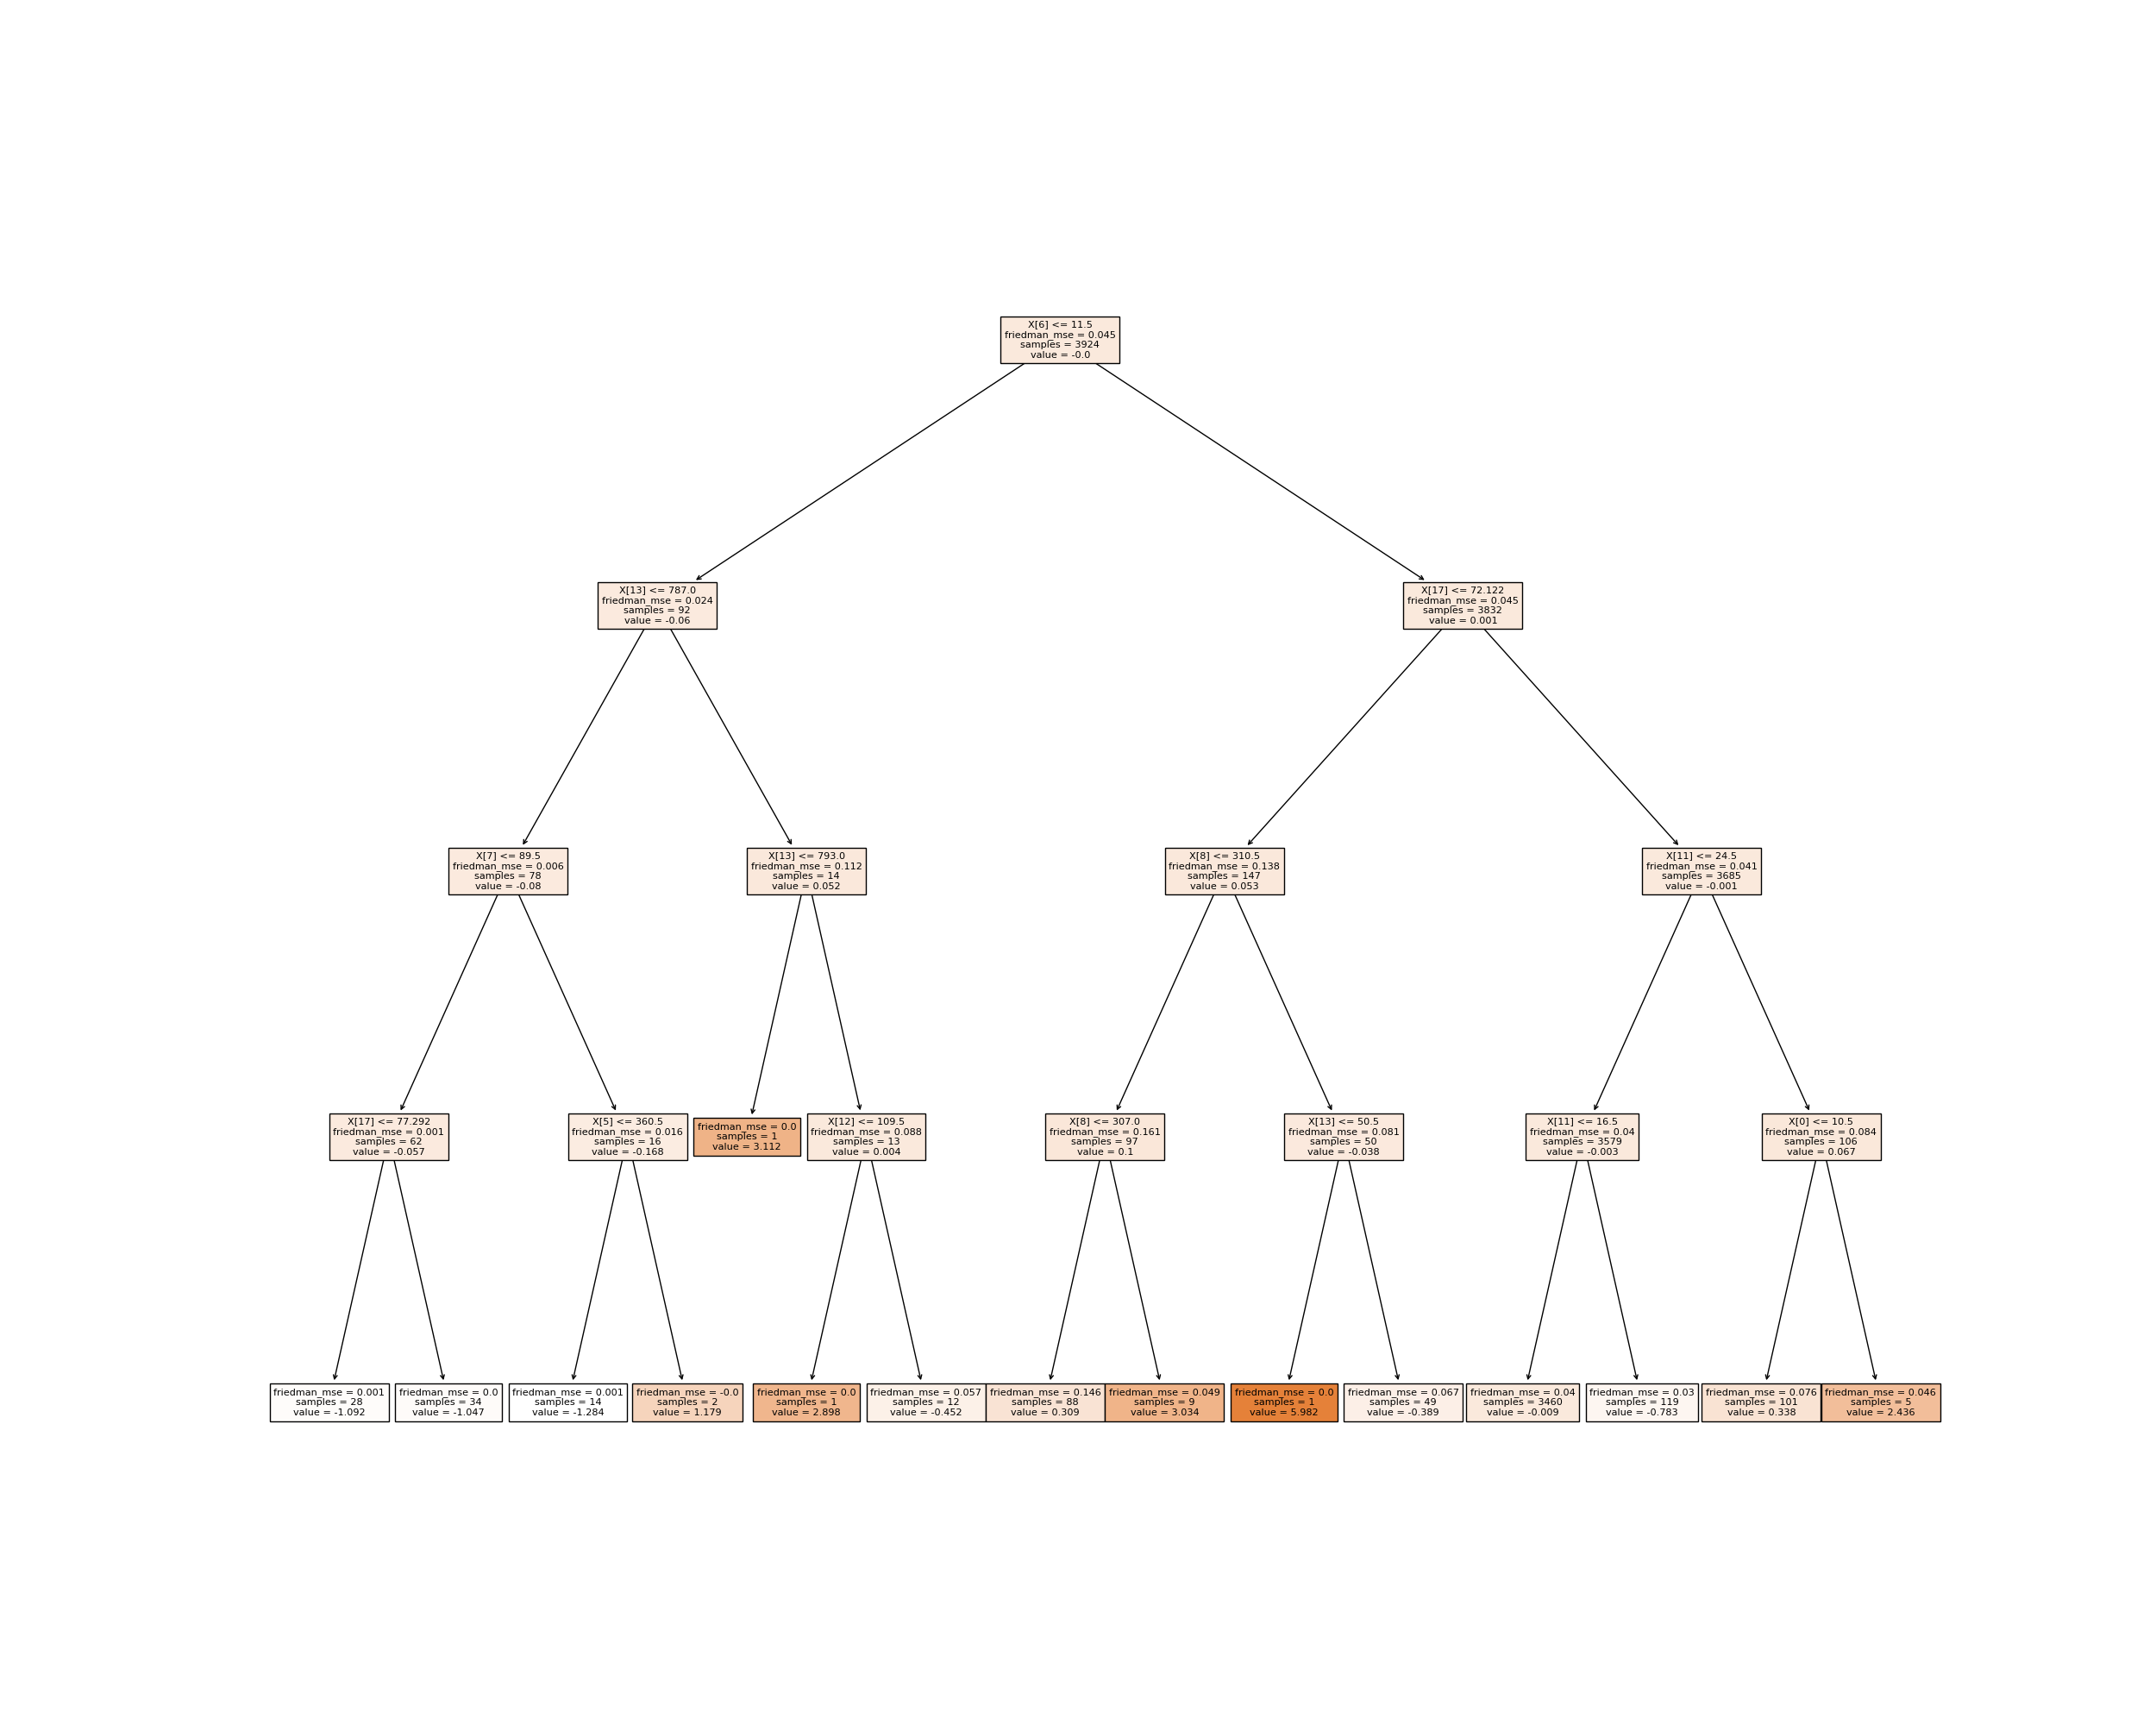 X[6] <= 11.5
friedman_mse = 0.045
samples = 3924
value = -0.0
X[13] <= 787.0
friedman_mse = 0.024
samples = 92
value = -0.06
X[17] <= 72.122
friedman_mse = 0.045
samples = 3832
value = 0.001
X[7] <= 89.5
friedman_mse = 0.006
samples = 78
value = -0.08
X[13] <= 793.0
friedman_mse = 0.112
samples = 14
value = 0.052
X[8] <= 310.5
friedman_mse = 0.138
samples = 147
value = 0.053
X[11] <= 24.5
friedman_mse = 0.041
samples = 3685
value = -0.001
X[17] <= 77.292
friedman_mse = 0.001
samples = 62
value = -0.057
X[5] <= 360.5
friedman_mse = 0.016
samples = 16
value = -0.168
friedman_mse = 0.0
samples = 1
value = 3.112
X[12] <= 109.5
friedman_mse = 0.088
samples = 13
value = 0.004
X[8] <= 307.0
friedman_mse = 0.161
samples = 97
value = 0.1
X[13] <= 50.5
friedman_mse = 0.081
samples = 50
value = -0.038
X[11] <= 16.5
friedman_mse = 0.04
samples = 3579
value = -0.003
X[0] <= 10.5
friedman_mse = 0.084
samples = 106
value = 0.067
friedman_mse = 0.001
samples = 28
value = -1.092
friedman_mse = 0.0
samples = 34
value = -1.047
friedman_mse = 0.001
samples = 14
value = -1.284
friedman_mse = -0.0
samples = 2
value = 1.179
friedman_mse = 0.0
samples = 1
value = 2.898
friedman_mse = 0.057
samples = 12
value = -0.452
friedman_mse = 0.146
samples = 88
value = 0.309
friedman_mse = 0.049
samples = 9
value = 3.034
friedman_mse = 0.0
samples = 1
value = 5.982
friedman_mse = 0.067
samples = 49
value = -0.389
friedman_mse = 0.04
samples = 3460
value = -0.009
friedman_mse = 0.03
samples = 119
value = -0.783
friedman_mse = 0.076
samples = 101
value = 0.338
friedman_mse = 0.046
samples = 5
value = 2.436